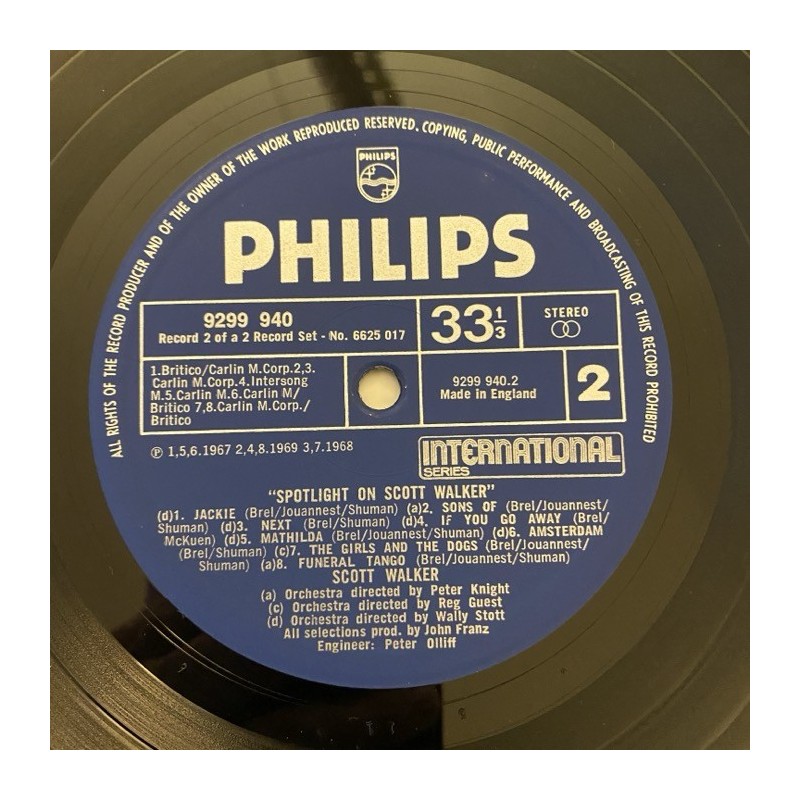 ALL RIGHTS OF THE RECORD PRODUCER AND OF THE OWNER OF THE WORK REPRODUCED RESERVED. COPYING, PUBLIC PERFORMANCE AND BROADCASTING OF THIS RECORD PROHIBITED
PHILIPS
PHILIPS
9299 940
Record 2 of a 2 Record Set - No. 6625 017
33 1/3
STEREO
1.Britico/Carlin M.Corp.2,3.
Carlin M.Corp.4.Intersong
M.5.Carlin M.6.Carlin M/
Britico 7,8.Carlin M.Corp./
Britico
9299 940.2
Made in England
2
℗ 1,5,6.1967 2,4,8.1969 3,7.1968
INTERNATIONAL
SERIES
"SPOTLIGHT ON SCOTT WALKER"
(d)1. JACKIE (Brel/Jouannest/Shuman) (a)2. SONS OF (Brel/Jouannest/
Shuman) (d)3. NEXT (Brel/Shuman) (d)4. IF YOU GO AWAY (Brel/
McKuen) (d)5. MATHILDA (Brel/Jouannest/Shuman) (d)6. AMSTERDAM
(Brel/Shuman) (c)7. THE GIRLS AND THE DOGS (Brel/Jouannest/
Shuman) (a)8. FUNERAL TANGO (Brel/Jouannest/Shuman)
SCOTT WALKER
(a) Orchestra directed by Peter Knight
(c) Orchestra directed by Reg Guest
(d) Orchestra directed by Wally Stott
All selections prod. by John Franz
Engineer: Peter Olliff